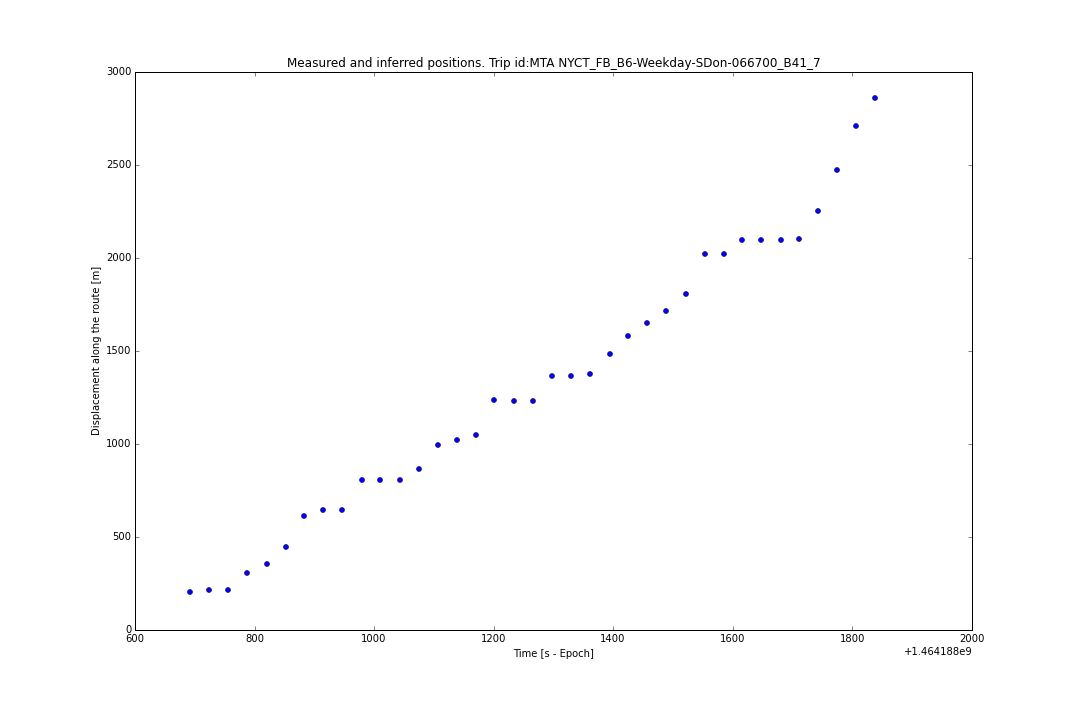 Measured and inferred positions. Trip id:MTA NYCT_FB_B6-Weekday-SDon-066700_B41_7
3000
2500
2000
1500
1000
500
0
Displacement along the route [m]
600 800 1000 1200 1400 1600 1800 2000
Time [s - Epoch]
+1.464188e9